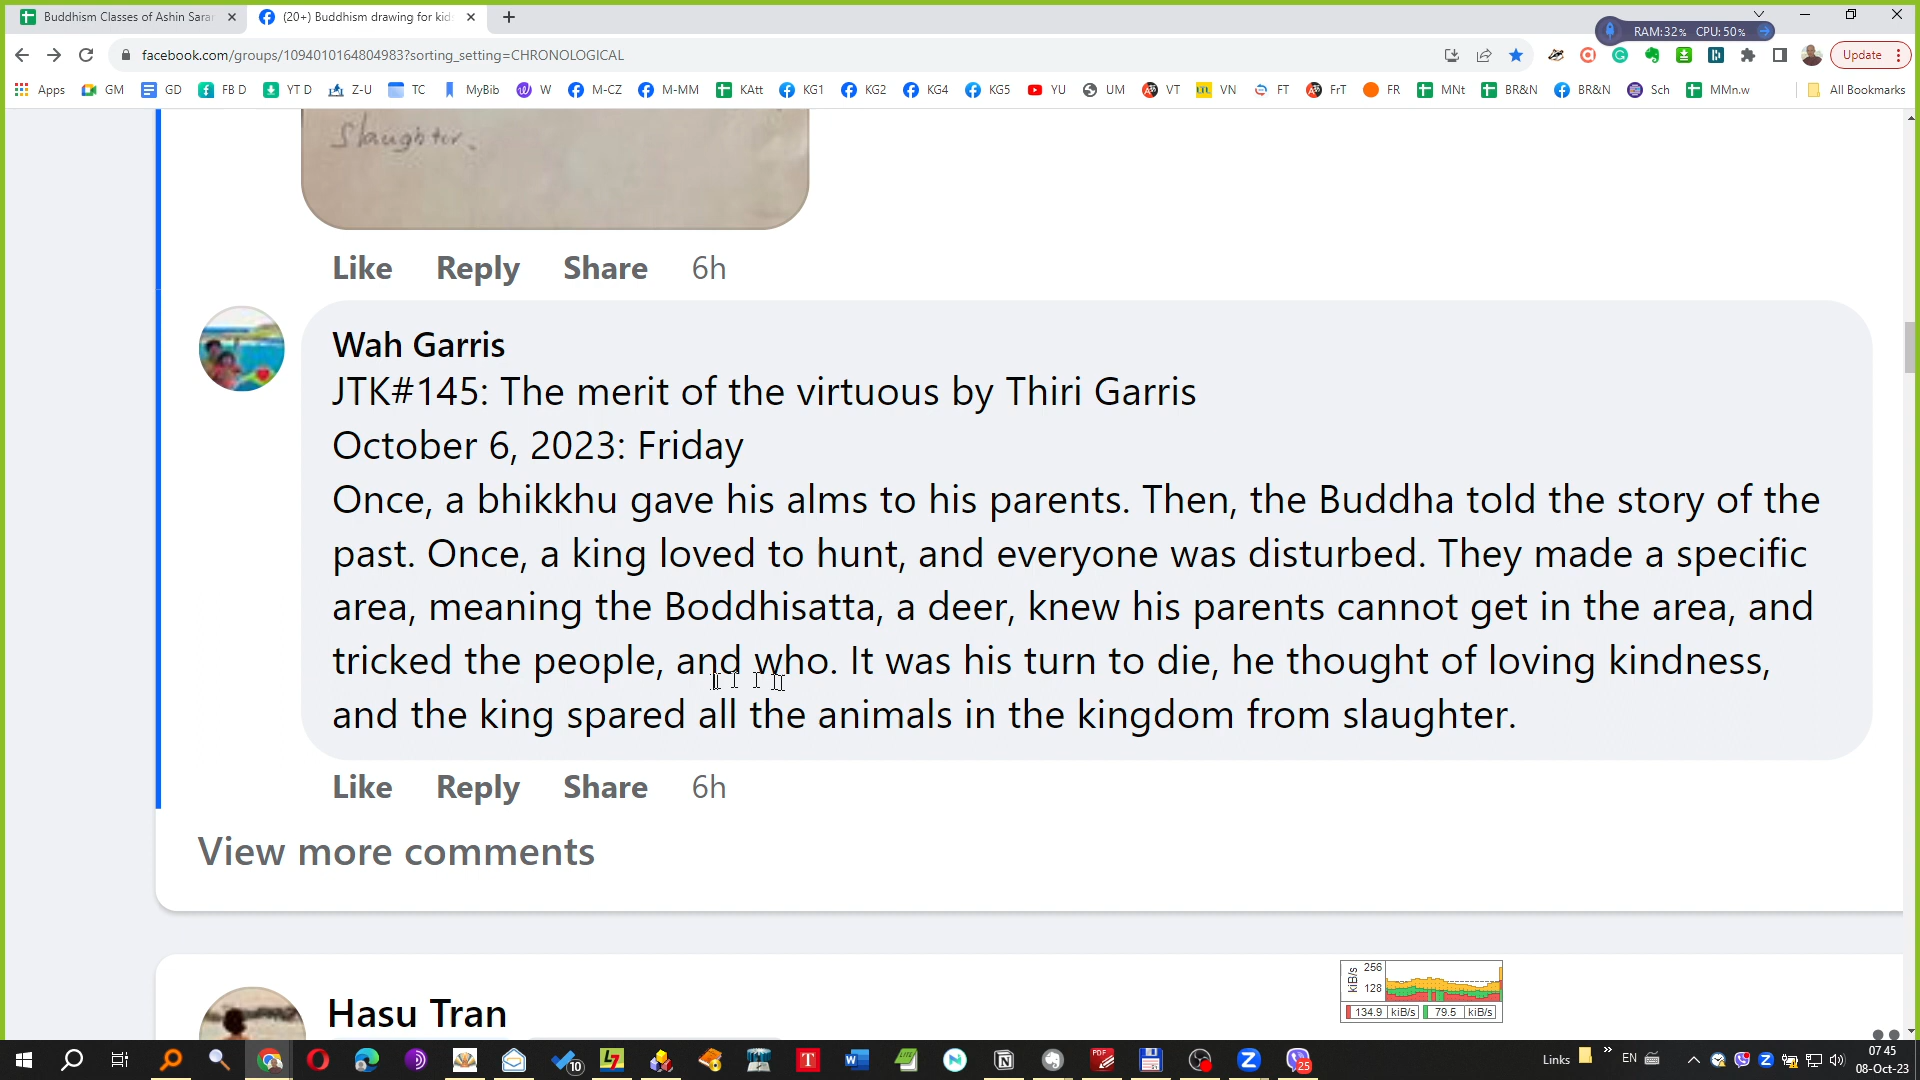 Buddhism Classes of Ashin Sarar
(20+) Buddhism drawing for kids
RAM:32% CPU:50%
facebook.com/groups/1094010164804983?sorting_setting=CHRONOLOGICAL
Update
Apps GM GD FB D YT D Z-U TC MyBib W M-CZ M-MM KAtt KG1 KG2 KG4 KG5 YU UM VT VN FT FrT FR MNt BR&N BR&N Sch MMn.w All Bookmarks
Slaughter.
Like Reply Share 6h
Wah Garris
JTK#145: The merit of the virtuous by Thiri Garris
October 6, 2023: Friday
Once, a bhikkhu gave his alms to his parents. Then, the Buddha told the story of the
past. Once, a king loved to hunt, and everyone was disturbed. They made a specific
area, meaning the Boddhisatta, a deer, knew his parents cannot get in the area, and
tricked the people, and who. It was his turn to die, he thought of loving kindness,
and the king spared all the animals in the kingdom from slaughter.
Like Reply Share 6h
View more comments
Hasu Tran
kiB/s 256
128
134.9 kiB/s 79.5 kiB/s
10
25
Links EN
07 45
08-Oct-23